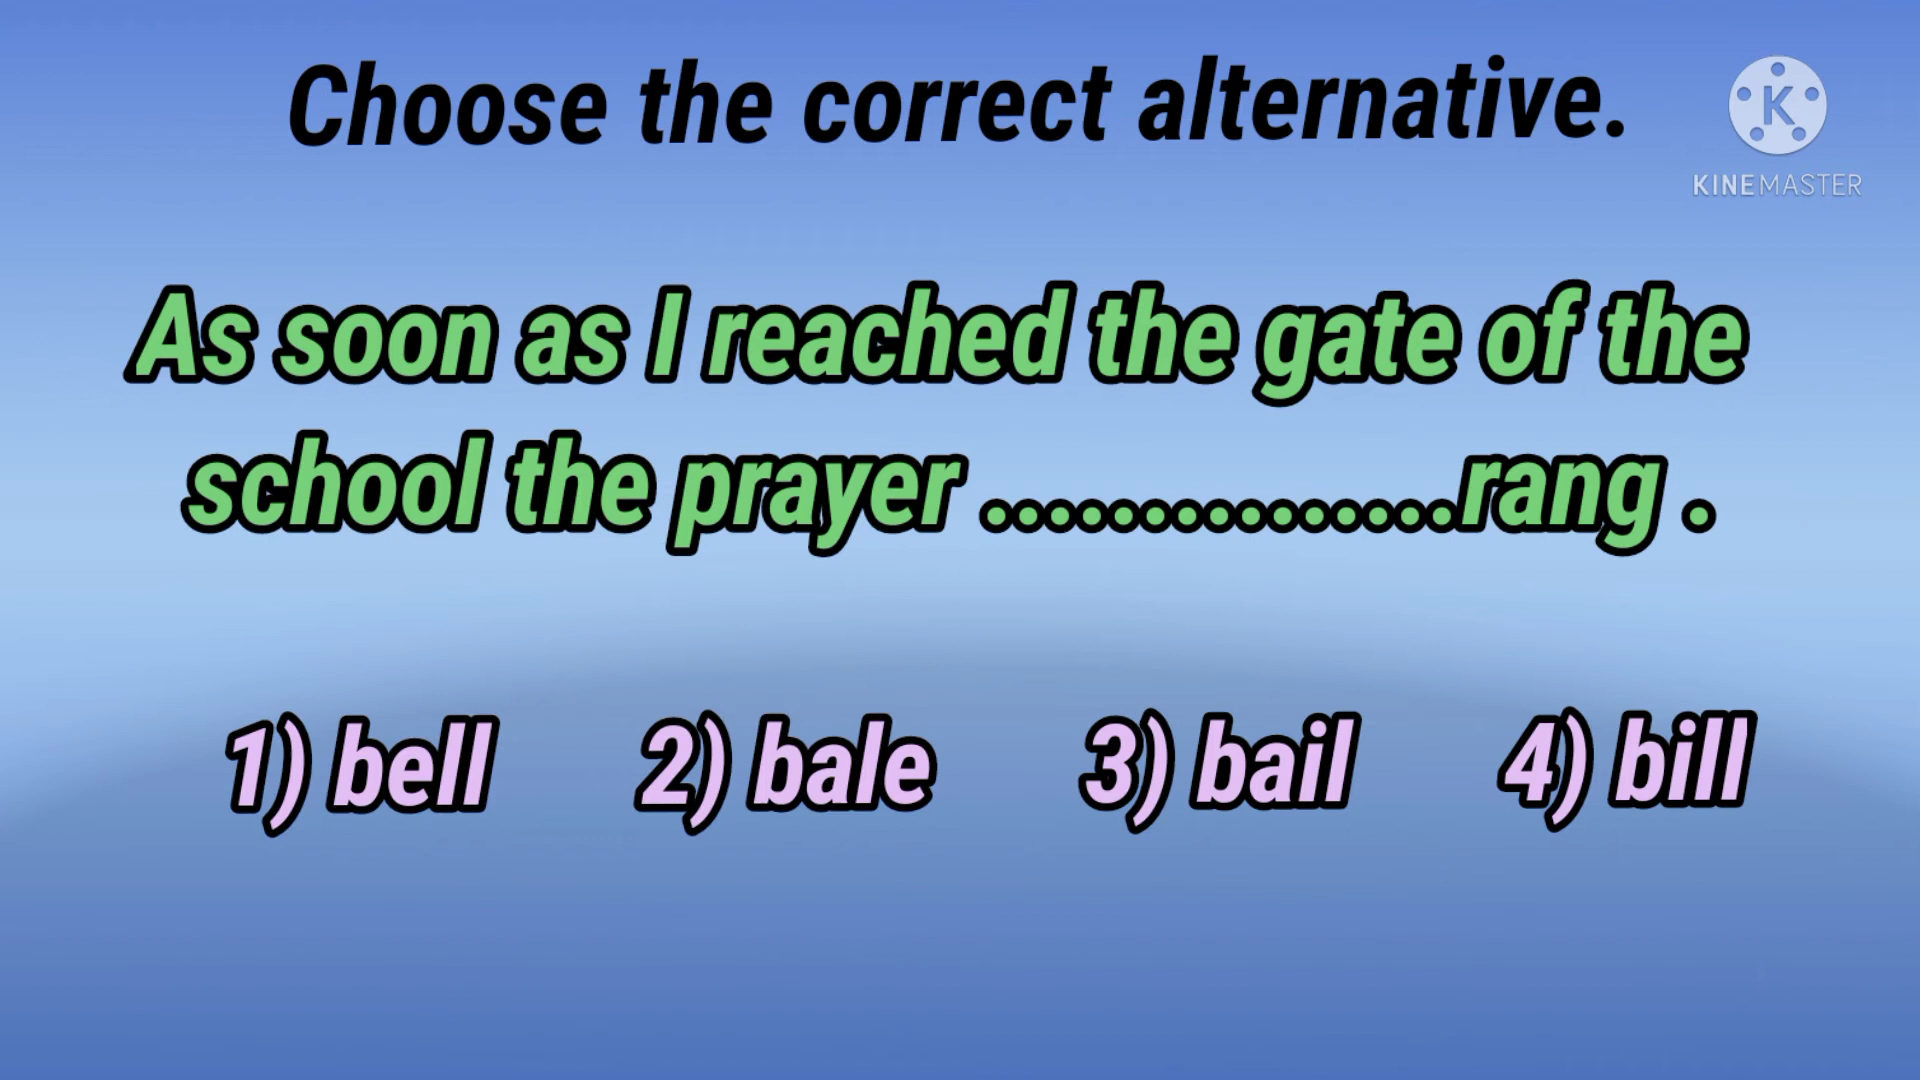 Choose the correct alternative.
K
KINEMASTER
As soon as I reached the gate of the
school the prayer ...............rang .
1) bell 2) bale 3) bail 4) bill